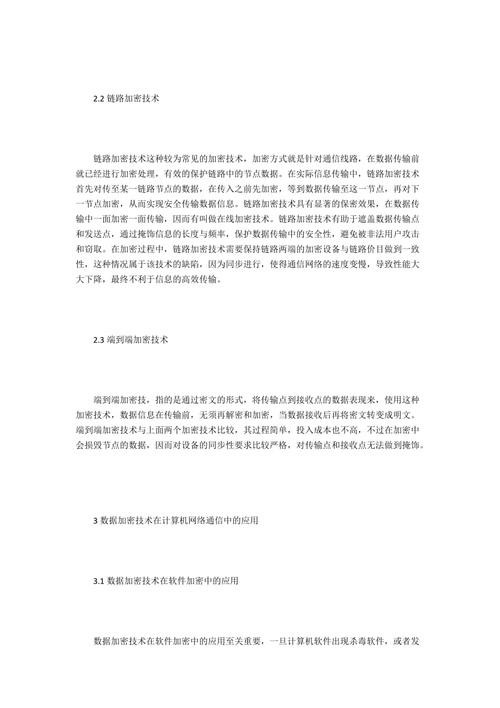 2.2 链路加密技术
链路加密技术这种较为常见的加密技术，加密方式就是针对通信线路，在数据传输前
就已经进行加密处理，有效的保护链路中的节点数据。在实际信息传输中，链路加密技术
首先对传至某一链路节点的数据，在传入之前先加密，等到数据传输至这一节点，再对下
一节点加密，从而实现安全传输数据信息。链路加密技术具有显著的保密效果，在数据传
输中一面加密一面传输，因而有叫做在线加密技术。链路加密技术有助于遮盖数据传输点
和发送点，通过掩饰信息的长度与频率，保护数据传输中的安全性，避免被非法用户攻击
和窃取。在加密过程中，链路加密技术需要保持链路两端的加密设备与链路价目做到一致
性，这种情况属于该技术的缺陷，因为同步进行，使得通信网络的速度变慢，导致性能大
大下降，最终不利于信息的高效传输。
2.3 端到端加密技术
端到端加密技，指的是通过密文的形式，将传输点到接收点的数据表现来，使用这种
加密技术，数据信息在传输前，无须再解密和加密，当数据接收后再将密文转变成明文。
端到端加密技术与上面两个加密技术比较，其过程简单，投入成本也不高，不过在加密中
会损毁节点的数据，因而对设备的同步性要求比较严格，对传输点和接收点无法做到掩饰。
3 数据加密技术在计算机网络通信中的应用
3.1 数据加密技术在软件加密中的应用
数据加密技术在软件加密中的应用至关重要，一旦计算机软件出现杀毒软件，或者发